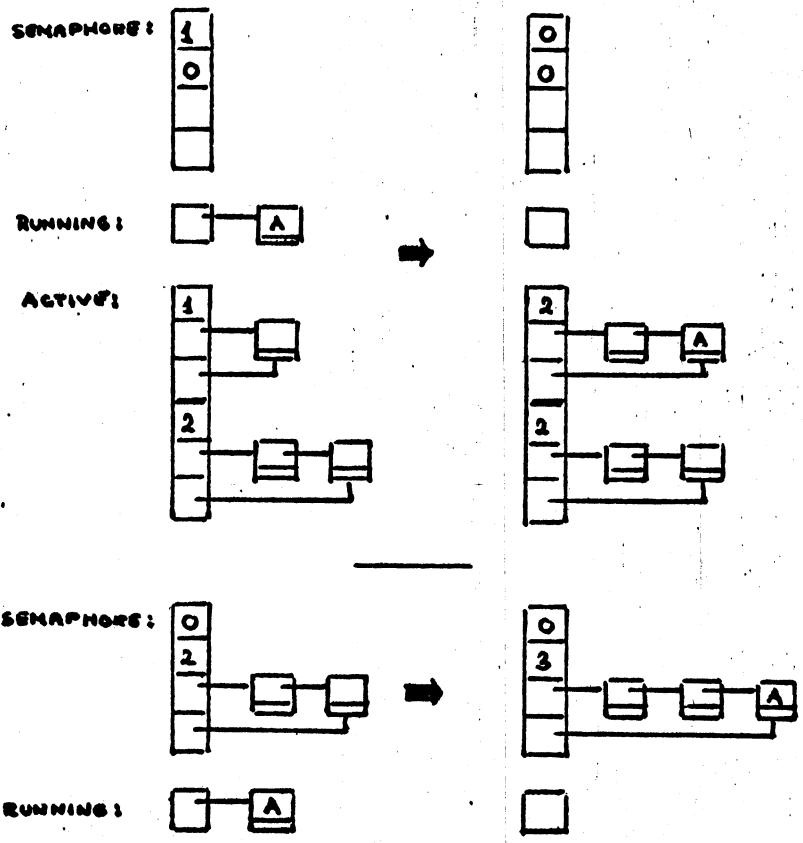 SEMAPHORE: 1 0
0 0
RUNNING: A
ACTIVE: 1 2
A
2 2
SEMAPHORE: 0 0
2 3
A
RUNNING: A